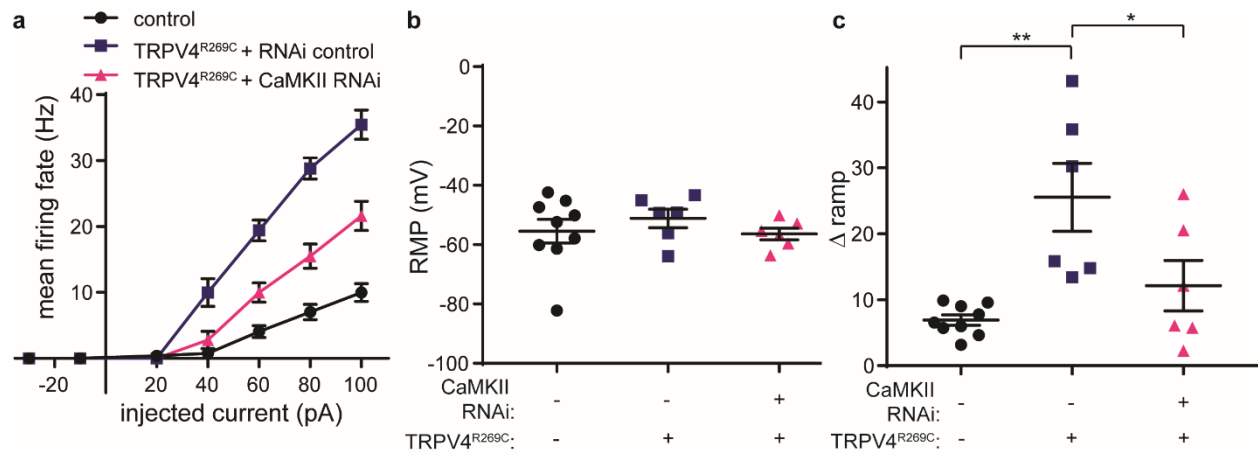 a
control
TRPV4R269C + RNAi control
TRPV4R269C + CaMKII RNAi
mean firing fate (Hz)
40
30
20
10
-20 20 40 60 80 100
injected current (pA)
b
RMP (mV)
0
-20
-40
-60
-80
-100
CaMKII
RNAi: - - +
TRPV4R269C: - + +
c
** *
Δ ramp
40
30
20
10
0
CaMKII
RNAi: - - +
TRPV4R269C: - + +